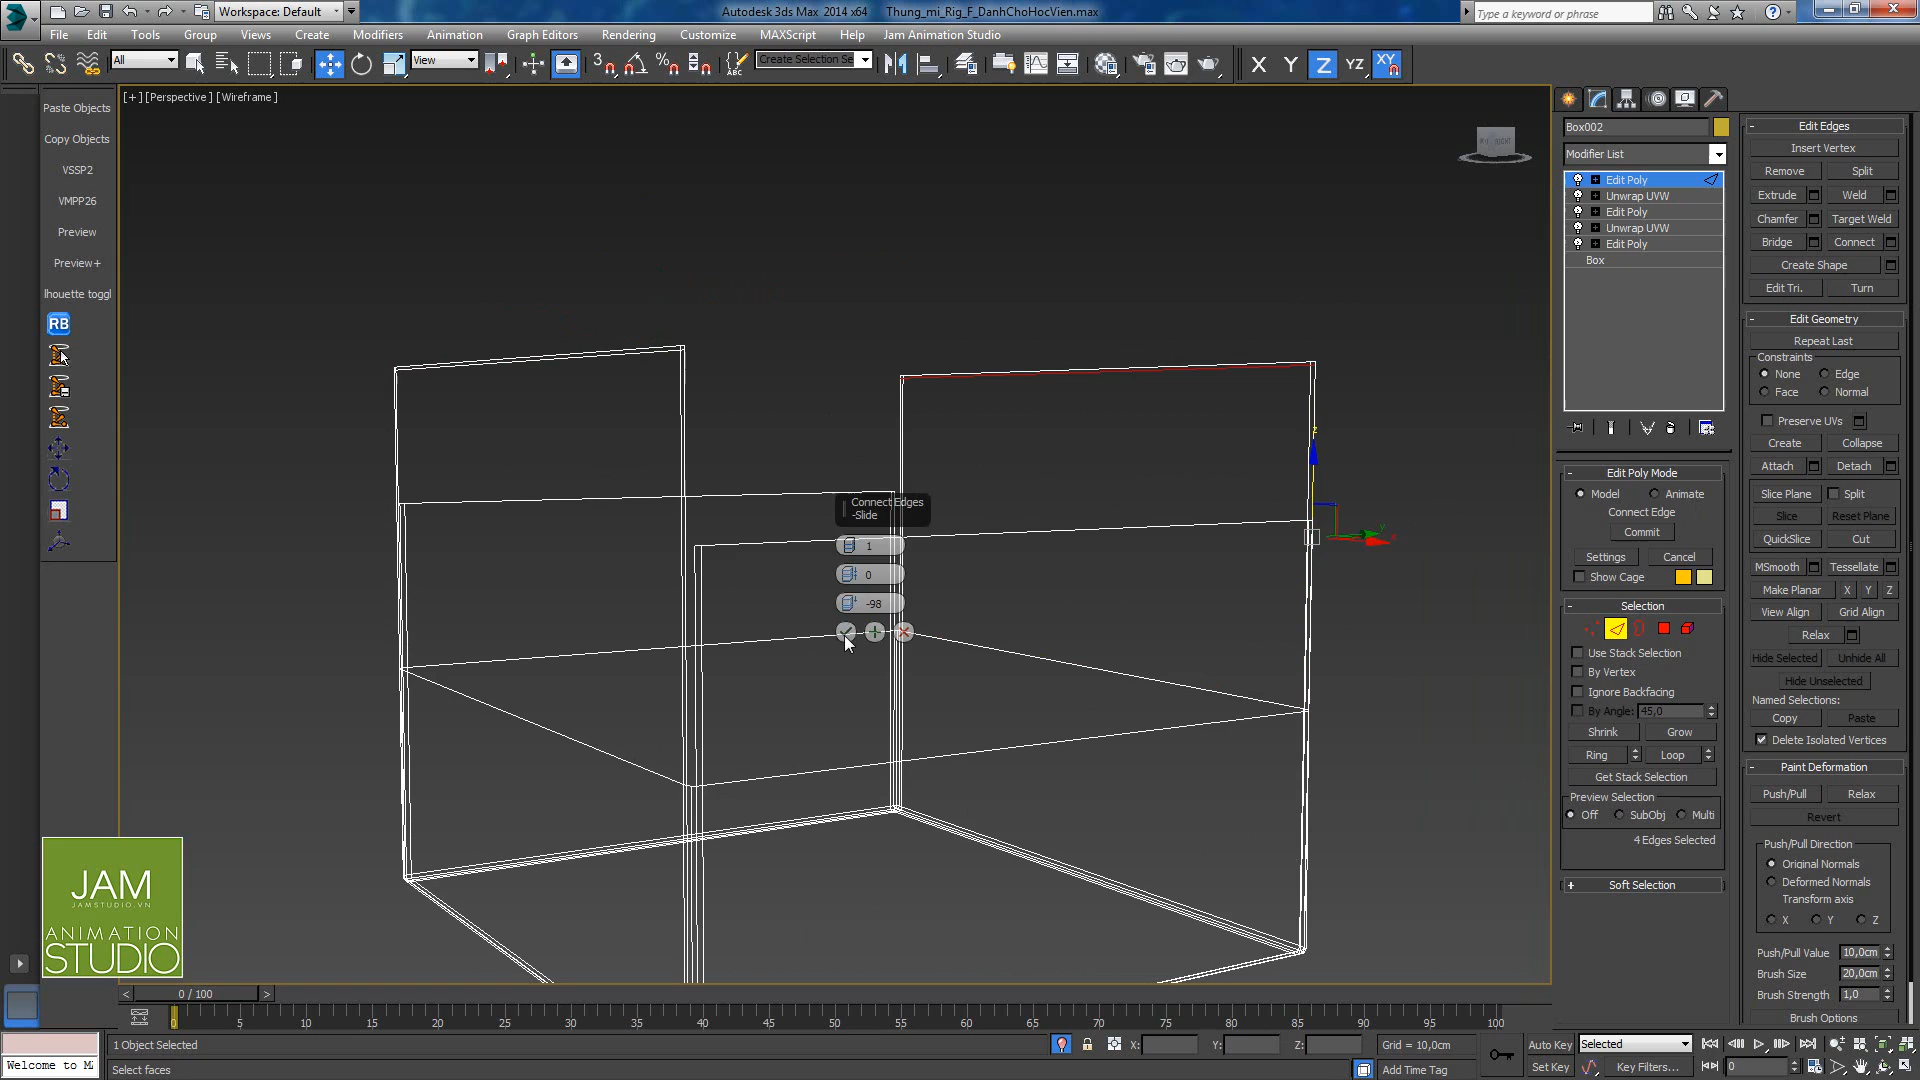 Workspace: Default
Autodesk 3ds Max 2014 x64    Thung_mi_Rig_F_DanhChoHocVien.max
Type a keyword or phrase
File Edit Tools Group Views Create Modifiers Animation Graph Editors Rendering Customize MAXScript Help Jam Animation Studio
All
View
Create Selection Se
X Y Z YZ XY
[+] [Perspective] [Wireframe]
Paste Objects
Copy Objects
VSSP2
VMPP26
Preview
Preview+
lhouette toggl
RB
Connect Edges
-Slide
1
0
-98
z
JAM
JAMSTUDIO.VN
ANIMATION
STUDIO
Box002
Modifier List
Edit Poly
Unwrap UVW
Edit Poly
Unwrap UVW
Edit Poly
Box
Edit Poly Mode
Model Animate
Connect Edge
Commit
Settings Cancel
Show Cage
Selection
Use Stack Selection
By Vertex
Ignore Backfacing
By Angle: 45,0
Shrink Grow
Ring Loop
Get Stack Selection
Preview Selection
Off SubObj Multi
4 Edges Selected
Soft Selection
Edit Edges
Insert Vertex
Remove Split
Extrude Weld
Chamfer Target Weld
Bridge Connect
Create Shape
Edit Tri. Turn
Edit Geometry
Repeat Last
Constraints
None Edge
Face Normal
Preserve UVs
Create Collapse
Attach Detach
Slice Plane Split
Slice Reset Plane
QuickSlice Cut
MSmooth Tessellate
Make Planar X Y Z
View Align Grid Align
Relax
Hide Selected Unhide All
Hide Unselected
Named Selections:
Copy Paste
Delete Isolated Vertices
Paint Deformation
Push/Pull Relax
Revert
Push/Pull Direction
Original Normals
Deformed Normals
Transform axis
X Y Z
Push/Pull Value 10,0cm
Brush Size 20,0cm
Brush Strength 1,0
Brush Options
< 0 / 100 >
0 5 10 15 20 25 30 35 40 45 50 55 60 65 70 75 80 85 90 95 100
1 Object Selected
X: Y: Z:
Grid = 10,0cm
Auto Key Selected
Welcome to M
Select faces
Add Time Tag
Set Key Key Filters...
0